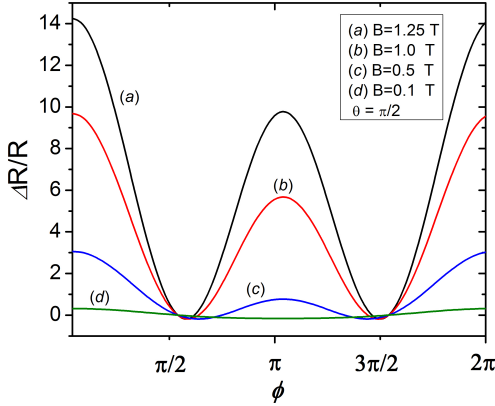 14
12
10
8
6
4
2
0
ΔR/R
(a) B=1.25 T
(b) B=1.0 T
(c) B=0.5 T
(d) B=0.1 T
θ = π/2
(a)
(b)
(c)
(d)
π/2
π
3π/2
2π
ϕ